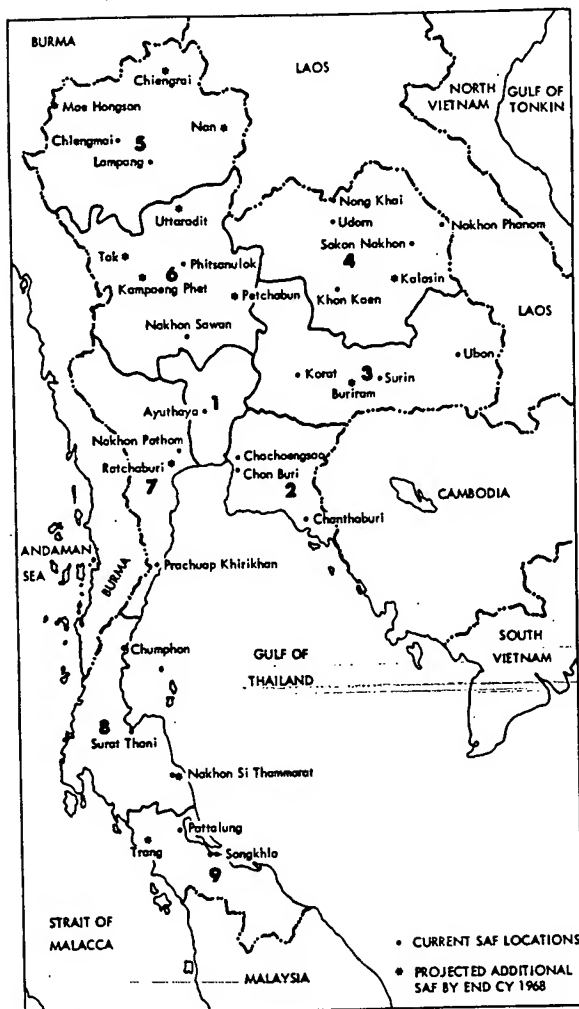 BURMA
LAOS
Chiengrai
NORTH
VIETNAM
GULF OF
TONKIN
Mae Hongson
Nan
Chiengmai
5
Lampang
Nong Khai
Uttaradit
Udorn
Nakhon Phanom
Sakon Nakhon
Tak
Phitsanulok
4
6
Kalasin
Kampaeng Phet
Petchabun
Khon Kaen
LAOS
Nakhon Sawan
Ubon
Korat
3
Surin
1
Buriram
Ayuthaya
Nakhon Pathom
Chachoengsao
Ratchaburi
Chon Buri
7
2
CAMBODIA
Chanthaburi
ANDAMAN
SEA
BURMA
Prachuap Khirikhan
SOUTH
VIETNAM
Chumphon
GULF OF
THAILAND
8
Surat Thani
Nakhon Si Thammarat
Pattalung
Trang
Songkhla
9
STRAIT OF
MALACCA
• CURRENT SAF LOCATIONS
* PROJECTED ADDITIONAL
SAF BY END CY 1968
MALAYSIA